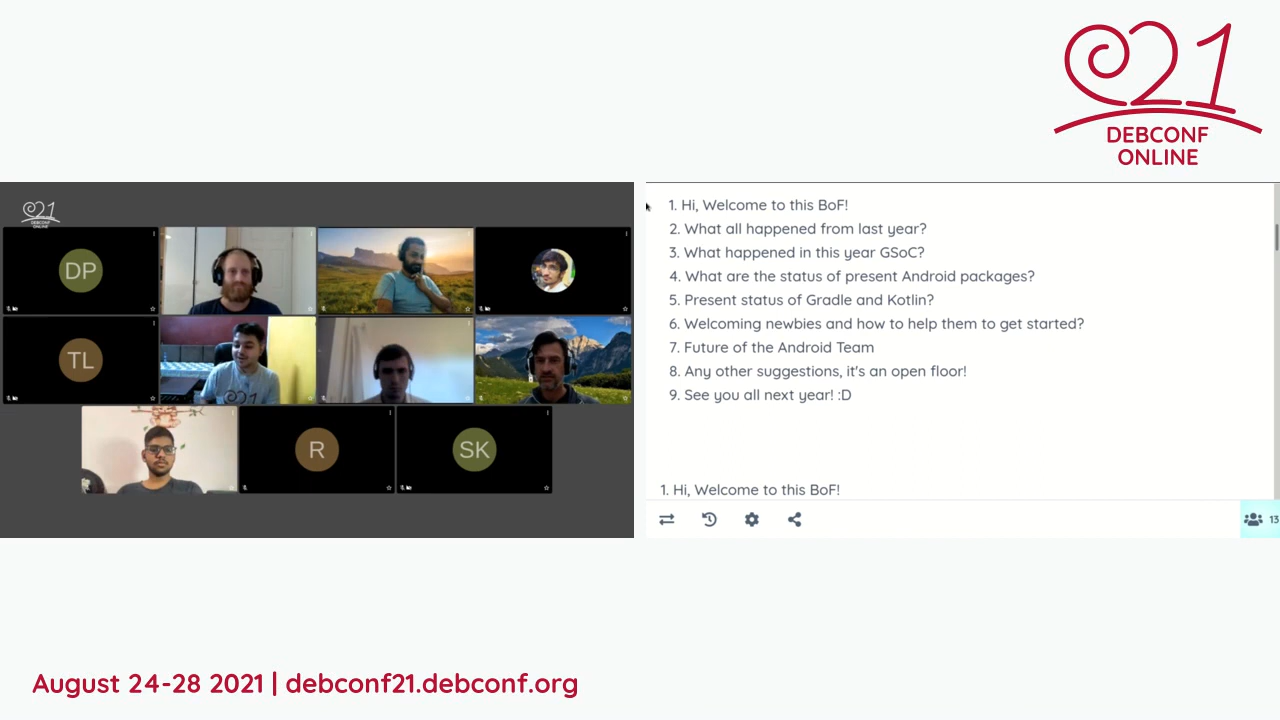 21
DEBCONF
ONLINE
21
DEBCONF
ONLINE
DP
TL
R
SK
1. Hi, Welcome to this BoF!
2. What all happened from last year?
3. What happened in this year GSoC?
4. What are the status of present Android packages?
5. Present status of Gradle and Kotlin?
6. Welcoming newbies and how to help them to get started?
7. Future of the Android Team
8. Any other suggestions, it's an open floor!
9. See you all next year! :D
1. Hi, Welcome to this BoF!
13
August 24-28 2021 | debconf21.debconf.org